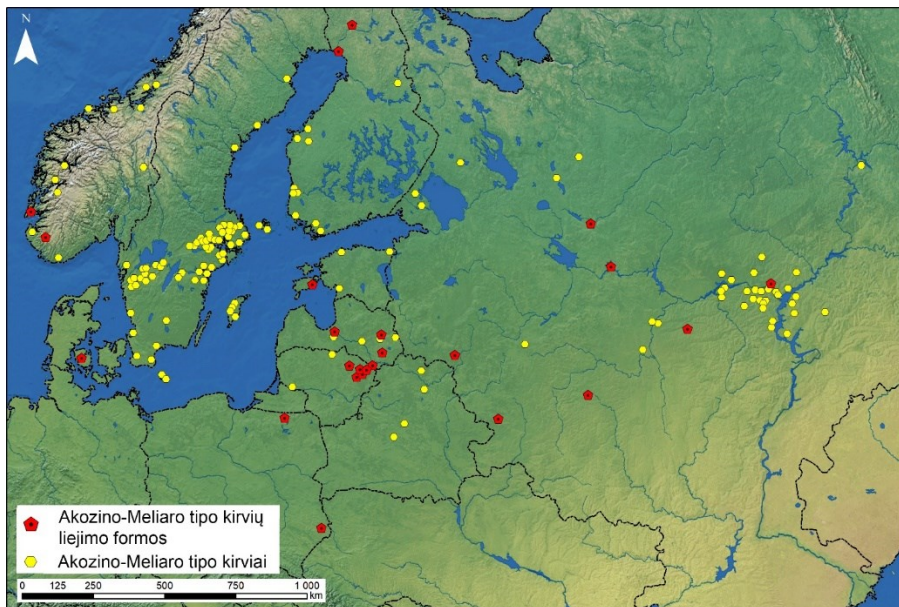 N
Akozino-Meliaro tipo kirvių
liejimo formos
Akozino-Meliaro tipo kirviai
0 125 250 500 750 1 000
km